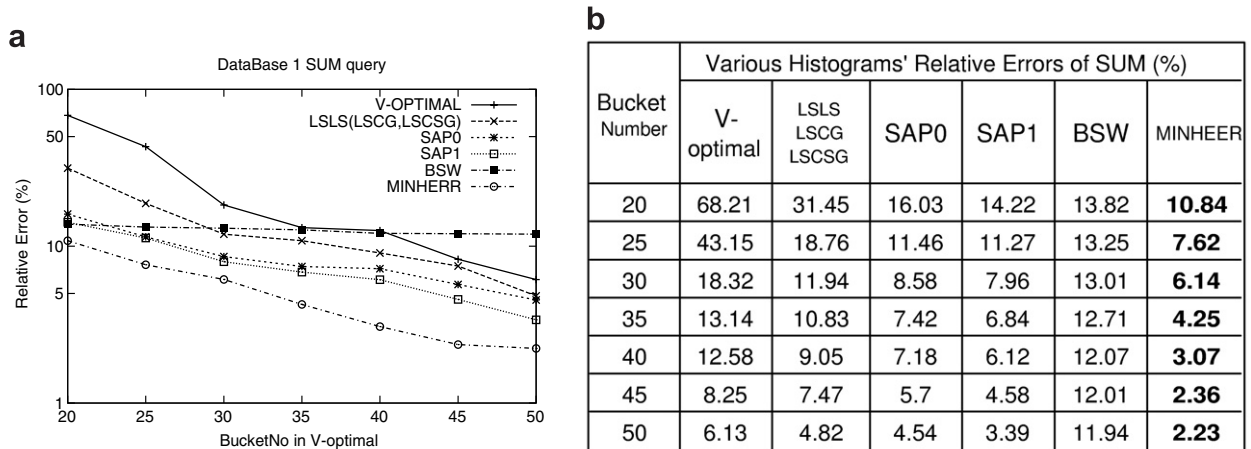 a
DataBase 1 SUM query
100
50
10
5
1
Relative Error (%)
V-OPTIMAL
LSLS(LSCG,LSCSG)
SAP0
SAP1
BSW
MINHERR
20 25 30 35 40 45 50
BucketNo in V-optimal
b
Various Histograms' Relative Errors of SUM (%)
Bucket
Number
V-
optimal
LSLS
LSCG
LSCSG
SAP0
SAP1
BSW
MINHEER
20 68.21 31.45 16.03 14.22 13.82 10.84
25 43.15 18.76 11.46 11.27 13.25 7.62
30 18.32 11.94 8.58 7.96 13.01 6.14
35 13.14 10.83 7.42 6.84 12.71 4.25
40 12.58 9.05 7.18 6.12 12.07 3.07
45 8.25 7.47 5.7 4.58 12.01 2.36
50 6.13 4.82 4.54 3.39 11.94 2.23